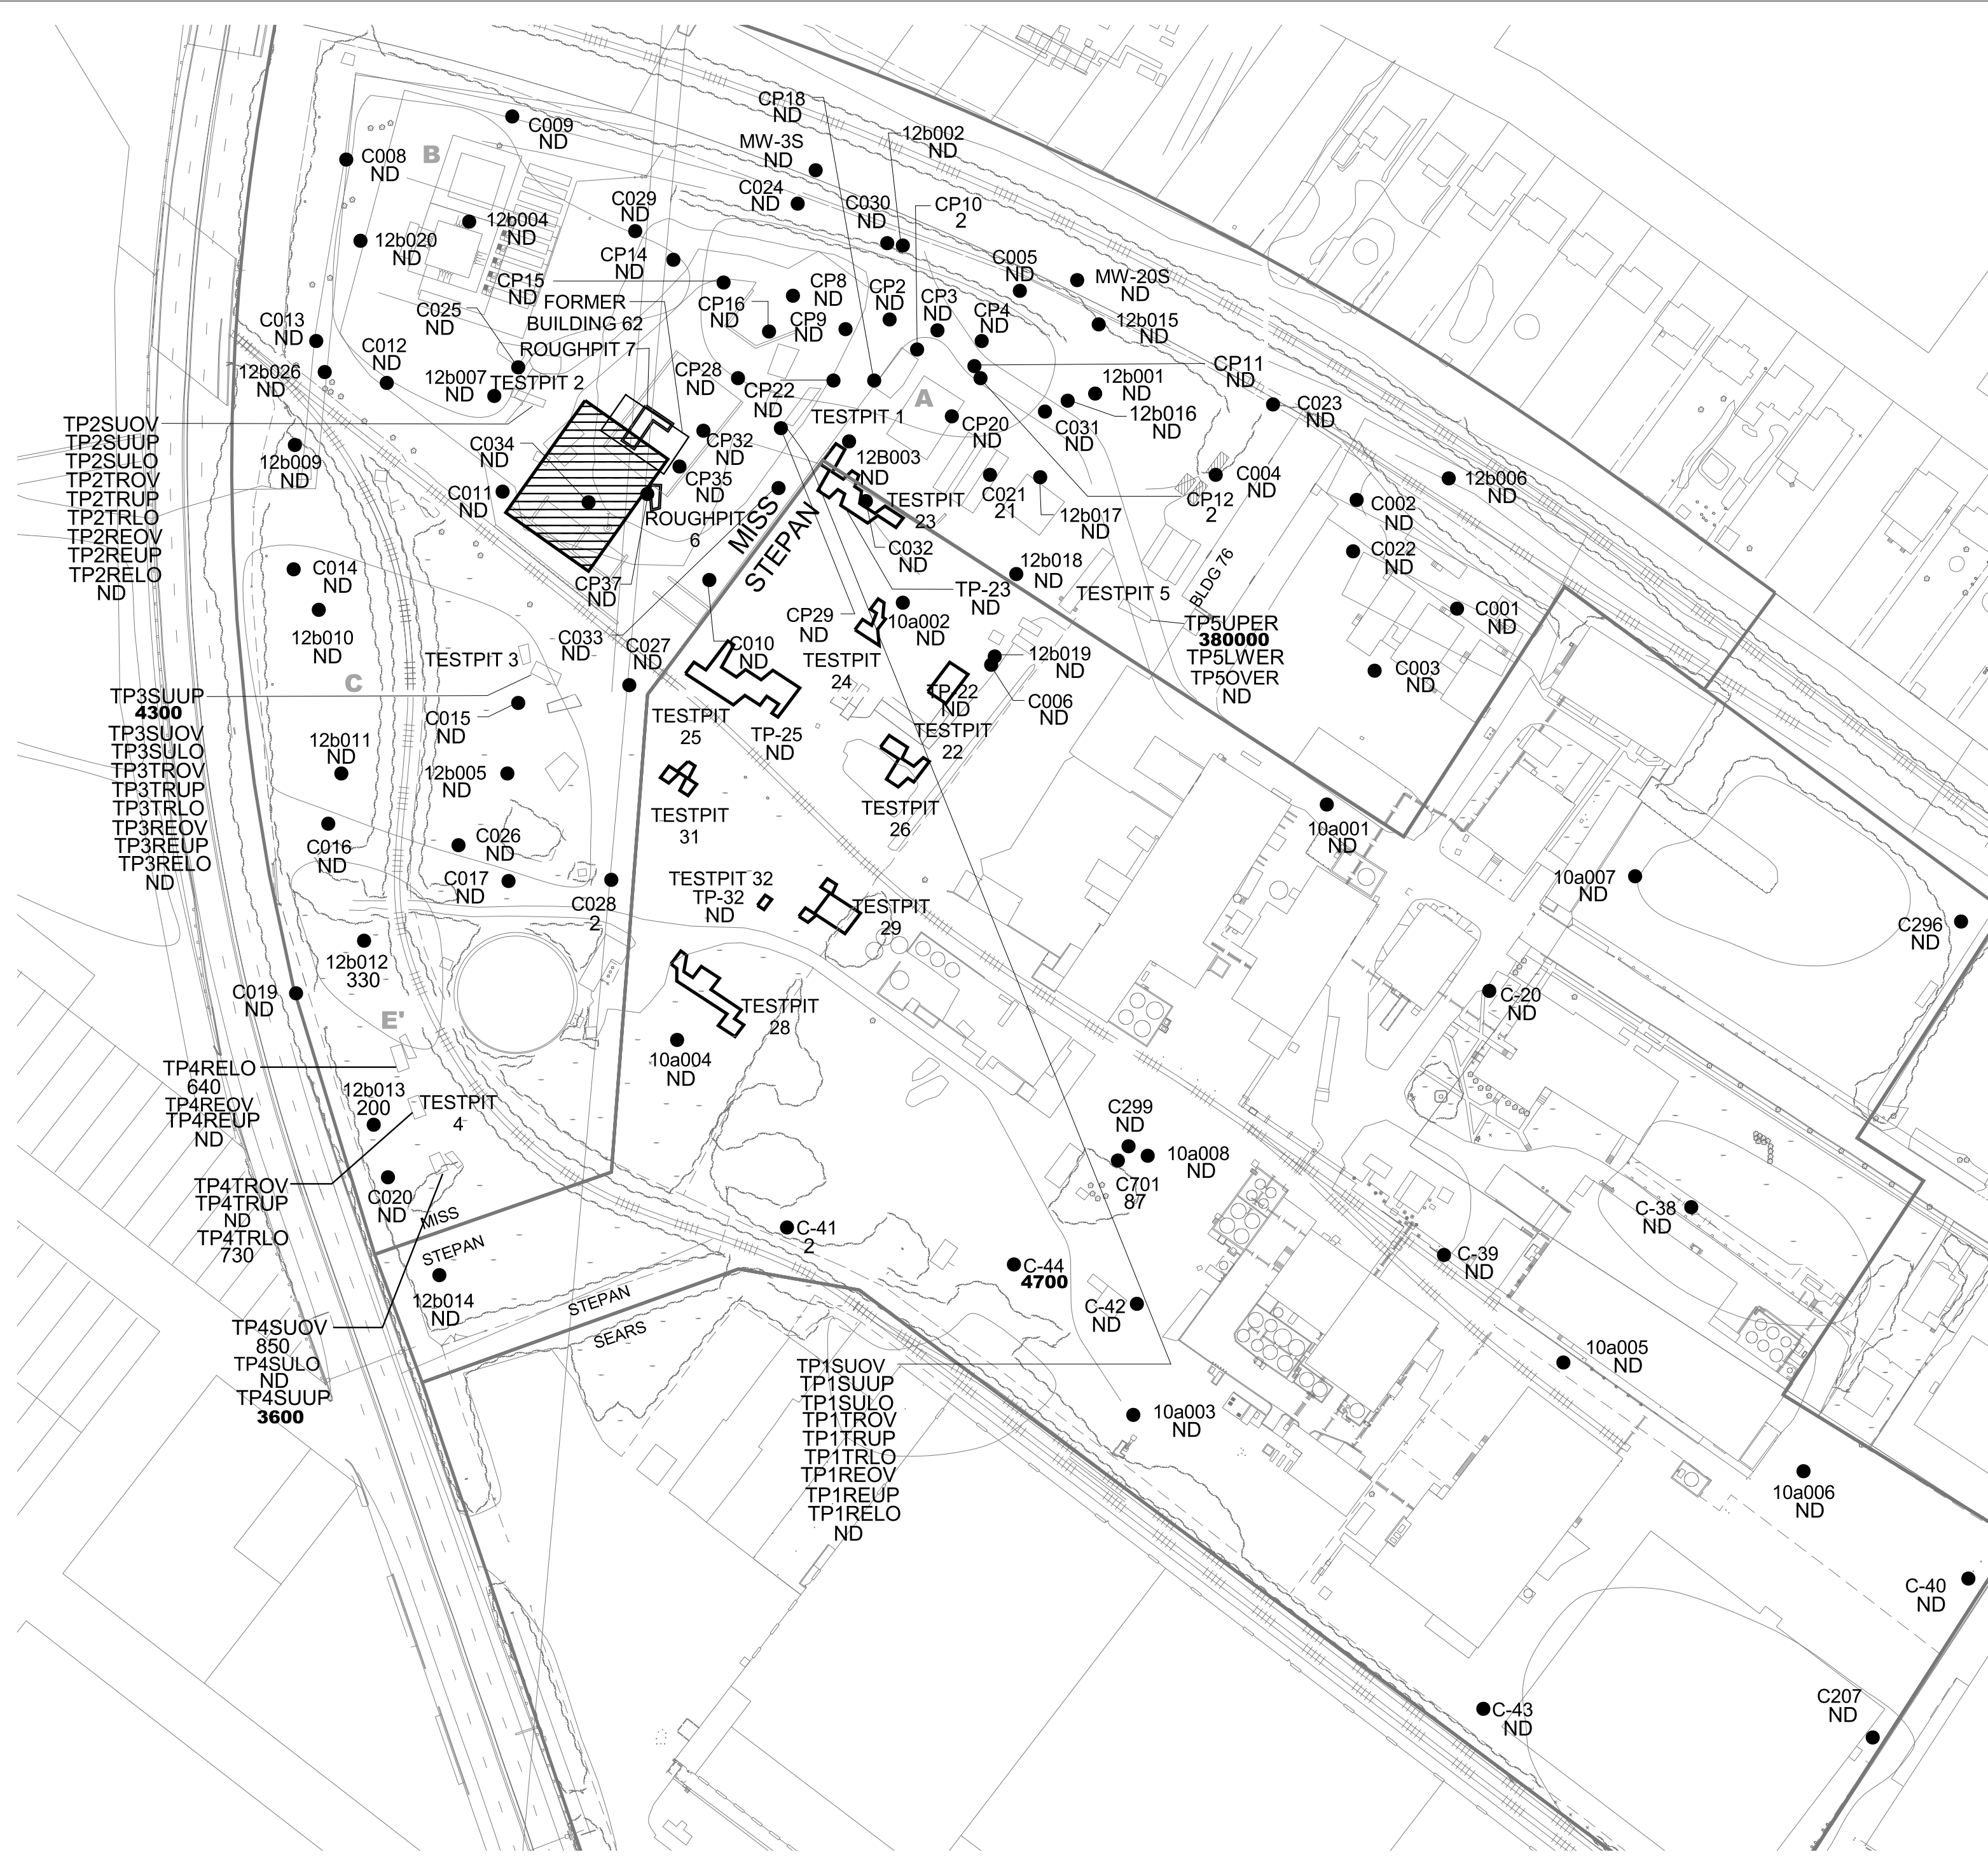 CP18
ND
12b002
ND
MW-3S
ND
C009
ND
B
C008
ND
C024
ND
C029
ND
C030
ND
CP10
2
12b004
ND
12b020
ND
CP14
ND
C005
ND
MW-20S
ND
CP15
ND
CP8
ND
CP2
ND
CP3
ND
CP4
ND
12b015
ND
FORMER
BUILDING 62
CP16
ND
CP9
ND
C025
ND
C013
ND
ROUGHPIT 7
C012
ND
12b026
ND
12b007
ND
TESTPIT 2
CP28
ND
CP22
ND
CP11
ND
12b001
ND
12b016
ND
A
TESTPIT 1
CP20
ND
C031
ND
C023
ND
TP2SUOV
TP2SUUP
TP2SULO
TP2TROV
TP2TRUP
TP2TRLO
TP2REOV
TP2REUP
TP2RELO
ND
12b009
ND
C034
ND
CP32
ND
12B003
ND
CP35
ND
C011
ND
C021
21
12b017
ND
CP12
2
C004
ND
12b006
ND
C002
ND
C022
ND
TESTPIT
23
ROUGHPIT
6
MISS
STEPAN
C032
ND
CP37
ND
C014
ND
12b010
ND
12b018
ND
TP-23
ND
TESTPIT 5
BLDG 76
CP29
ND
10a002
ND
C001
ND
TP5UPER
380000
TP5LWER
TP5OVER
ND
C033
ND
C027
ND
C010
ND
TESTPIT
24
12b019
ND
C006
ND
C003
ND
TESTPIT 3
C
TP-22
ND
TESTPIT
22
TP3SUUP
4300
TP3SUOV
TP3SULO
TP3TROV
TP3TRUP
TP3TRLO
TP3REOV
TP3REUP
TP3RELO
ND
C015
ND
TESTPIT
25
TP-25
ND
12b011
ND
12b005
ND
TESTPIT
31
TESTPIT
26
10a001
ND
C016
ND
C026
ND
C017
ND
C028
2
TESTPIT 32
TP-32
ND
TESTPIT
29
10a007
ND
C296
ND
12b012
330
C019
ND
E'
TESTPIT
28
C-20
ND
10a004
ND
TP4RELO
640
TP4REOV
TP4REUP
ND
12b013
200
TESTPIT
4
C299
ND
10a008
ND
C701
87
TP4TROV
TP4TRUP
ND
TP4TRLO
730
C020
ND
MISS
STEPAN
C-41
2
C-38
ND
C-39
ND
C-44
4700
12b014
ND
STEPAN
SEARS
C-42
ND
TP4SUOV
850
TP4SULO
ND
TP4SUUP
3600
10a005
ND
TP1SUOV
TP1SUUP
TP1SULO
TP1TROV
TP1TRUP
TP1TRLO
TP1REOV
TP1REUP
TP1RELO
ND
10a003
ND
10a006
ND
C-40
ND
C-43
ND
C207
ND